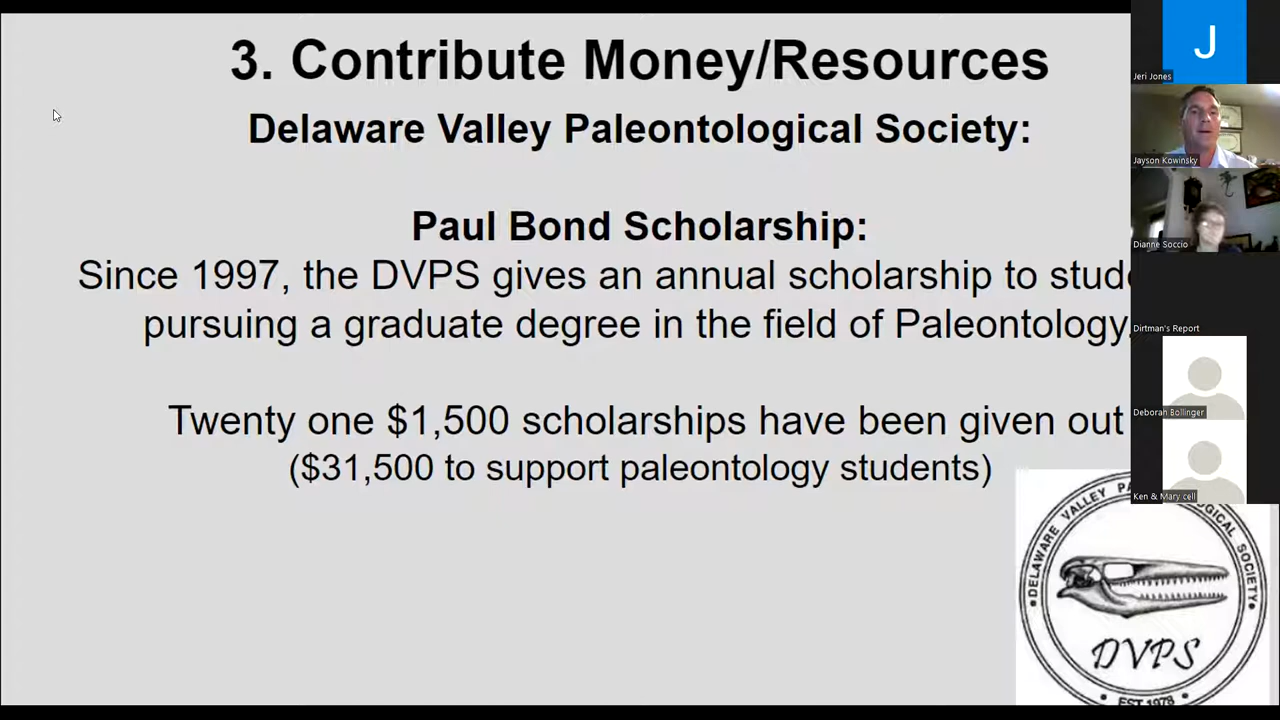 3. Contribute Money/Resources
Delaware Valley Paleontological Society:
Paul Bond Scholarship:
Since 1997, the DVPS gives an annual scholarship to
pursuing a graduate degree in the field of Paleontology.
Twenty one $1,500 scholarships have been given out
($31,500 to support paleontology students)
J
Jeri Jones
Jayson Kowinsky
Dianne Soccio
Dirtman's Report
Deborah Bollinger
Ken & Mary cell
DELAWARE VALLEY SOCIETY
DVPS
EST 1978